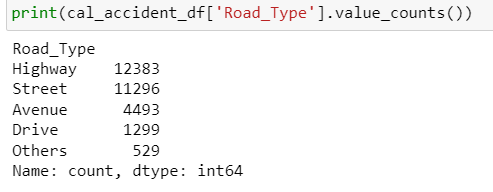 print(cal_accident_df['Road_Type'].value_counts())
Road_Type
Highway    12383
Street     11296
Avenue      4493
Drive       1299
Others       529
Name: count, dtype: int64